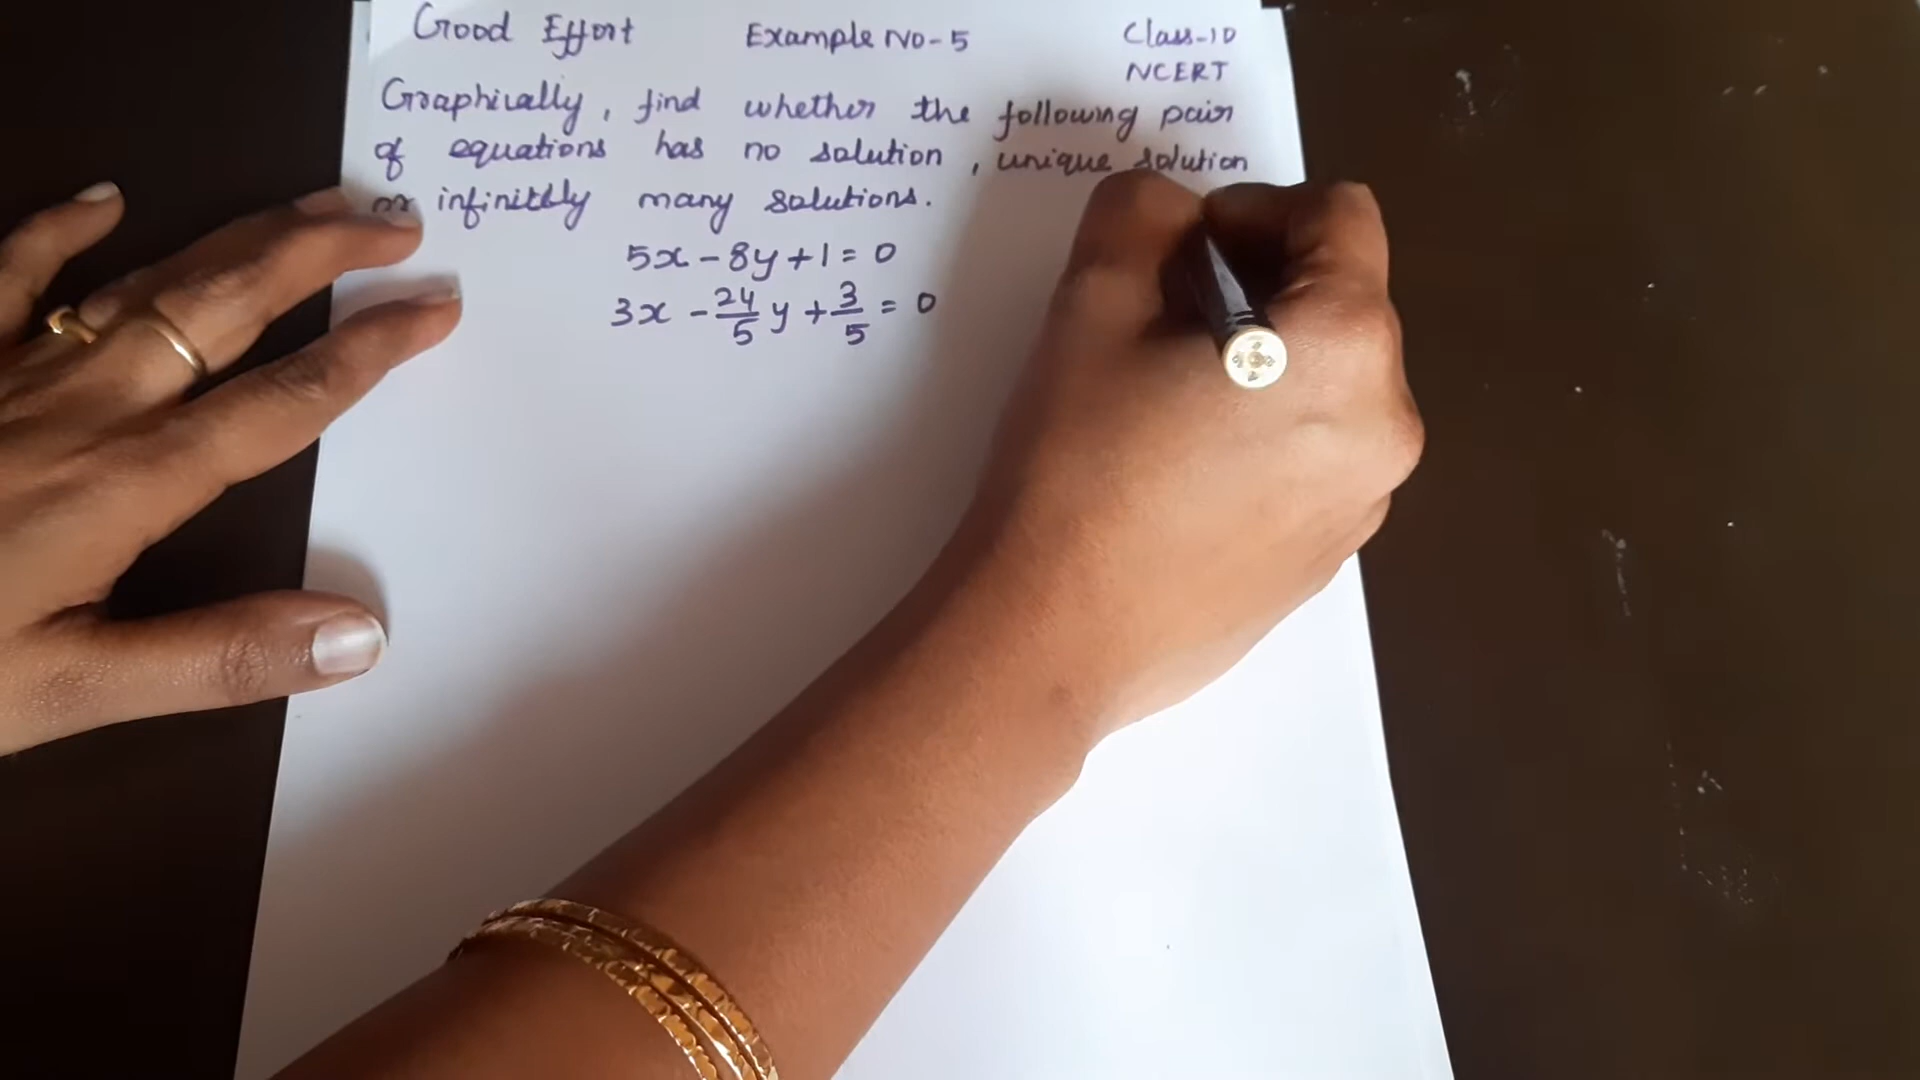 Good Effort Example No-5 Class-10
NCERT
Graphically, find whether the following pair
of equations has no solution, unique solution
or infinitely many solutions.
5x - 8y + 1 = 0
3x - 24/5 y + 3/5 = 0